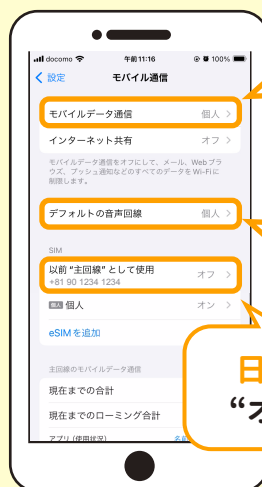 docomo 午前11:16 100%
設定 モバイル通信
モバイルデータ通信 個人
インターネット共有 オフ
モバイルデータ通信をオフにして、メール、Webブラ
ウズ、プッシュ通知などのすべてのデータをWi-Fiに
制限します。
デフォルトの音声回線 個人
SIM
以前“主回線”として使用 オフ
+81 90 1234 1234
個人 個人 オン
eSIMを追加
主回線のモバイルデータ通信
現在までの合計
現在までのローミング合計
アプリ (使用状況) 名前
日
“オ